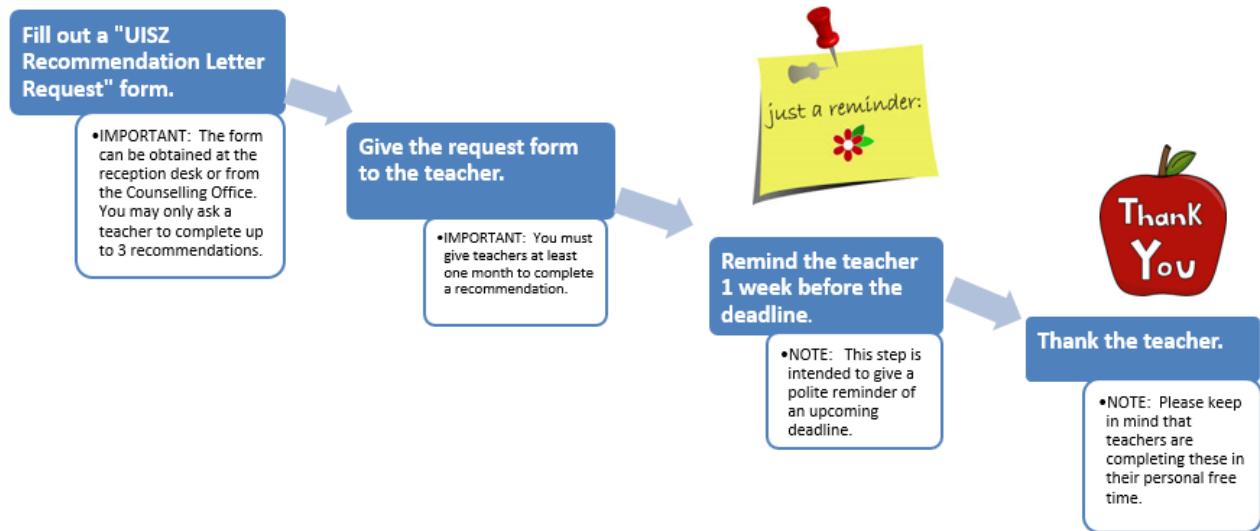 Fill out a "UISZ
Recommendation Letter
Request" form.
•IMPORTANT: The form
can be obtained at the
reception desk or from
the Counselling Office.
You may only ask a
teacher to complete up
to 3 recommendations.
Give the request form
to the teacher.
•IMPORTANT: You must
give teachers at least
one month to complete
a recommendation.
just a reminder:
Remind the teacher
1 week before the
deadline.
•NOTE: This step is
intended to give a
polite reminder of
an upcoming
deadline.
Thank
You
Thank the teacher.
•NOTE: Please keep
in mind that
teachers are
completing these in
their personal free
time.